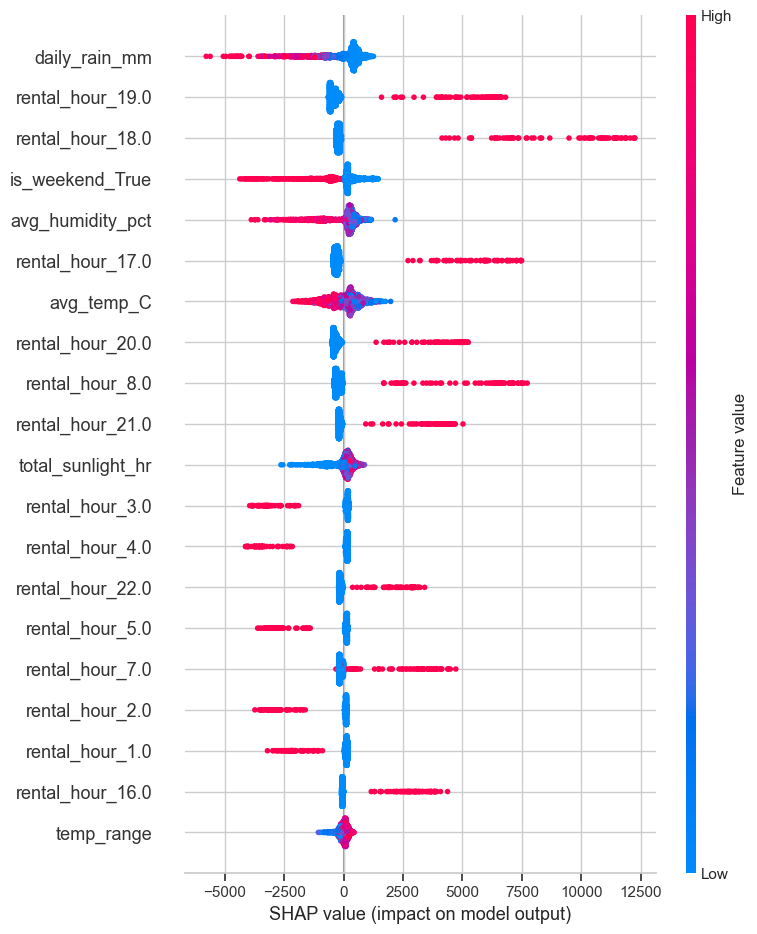 High
daily_rain_mm
rental_hour_19.0
rental_hour_18.0
is_weekend_True
avg_humidity_pct
rental_hour_17.0
avg_temp_C
rental_hour_20.0
rental_hour_8.0
rental_hour_21.0
total_sunlight_hr
rental_hour_3.0
rental_hour_4.0
rental_hour_22.0
rental_hour_5.0
rental_hour_7.0
rental_hour_2.0
rental_hour_1.0
rental_hour_16.0
temp_range
Feature value
Low
−5000 −2500 0 2500 5000 7500 10000 12500
SHAP value (impact on model output)